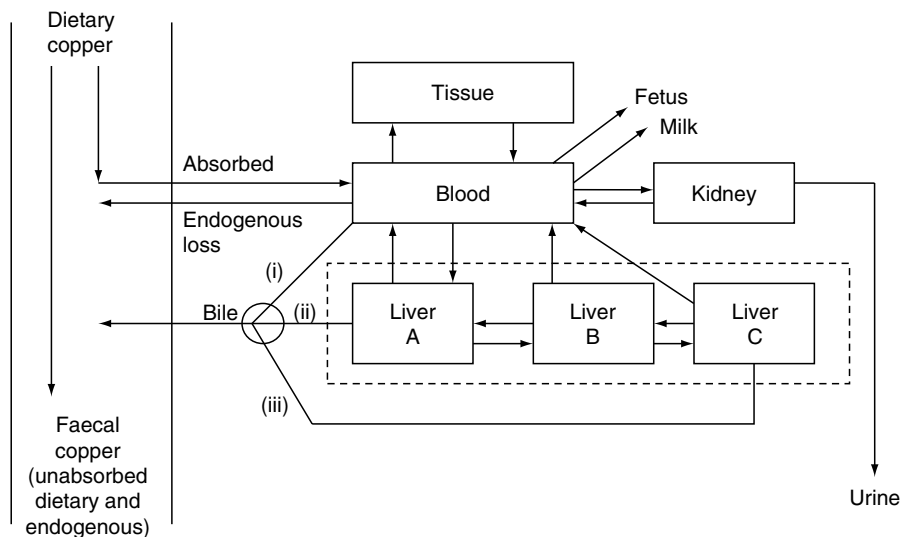 Dietary
copper
Tissue
Fetus
Milk
Absorbed
Blood
Kidney
Endogenous
loss
(i)
Bile
(ii)
Liver
A
Liver
B
Liver
C
(iii)
Faecal
copper
(unabsorbed
dietary and
endogenous)
Urine